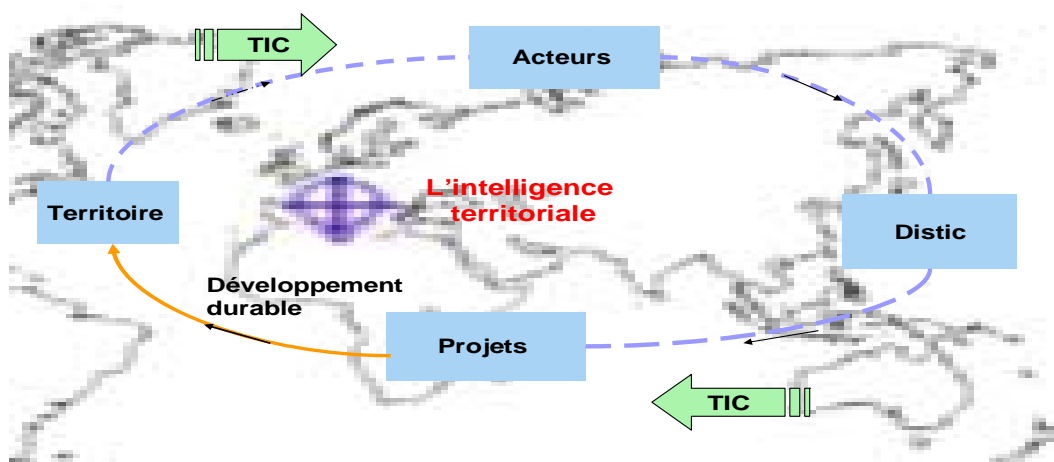 TIC
Acteurs
L'intelligence
territoriale
Territoire
Distic
Développement
durable
Projets
TIC